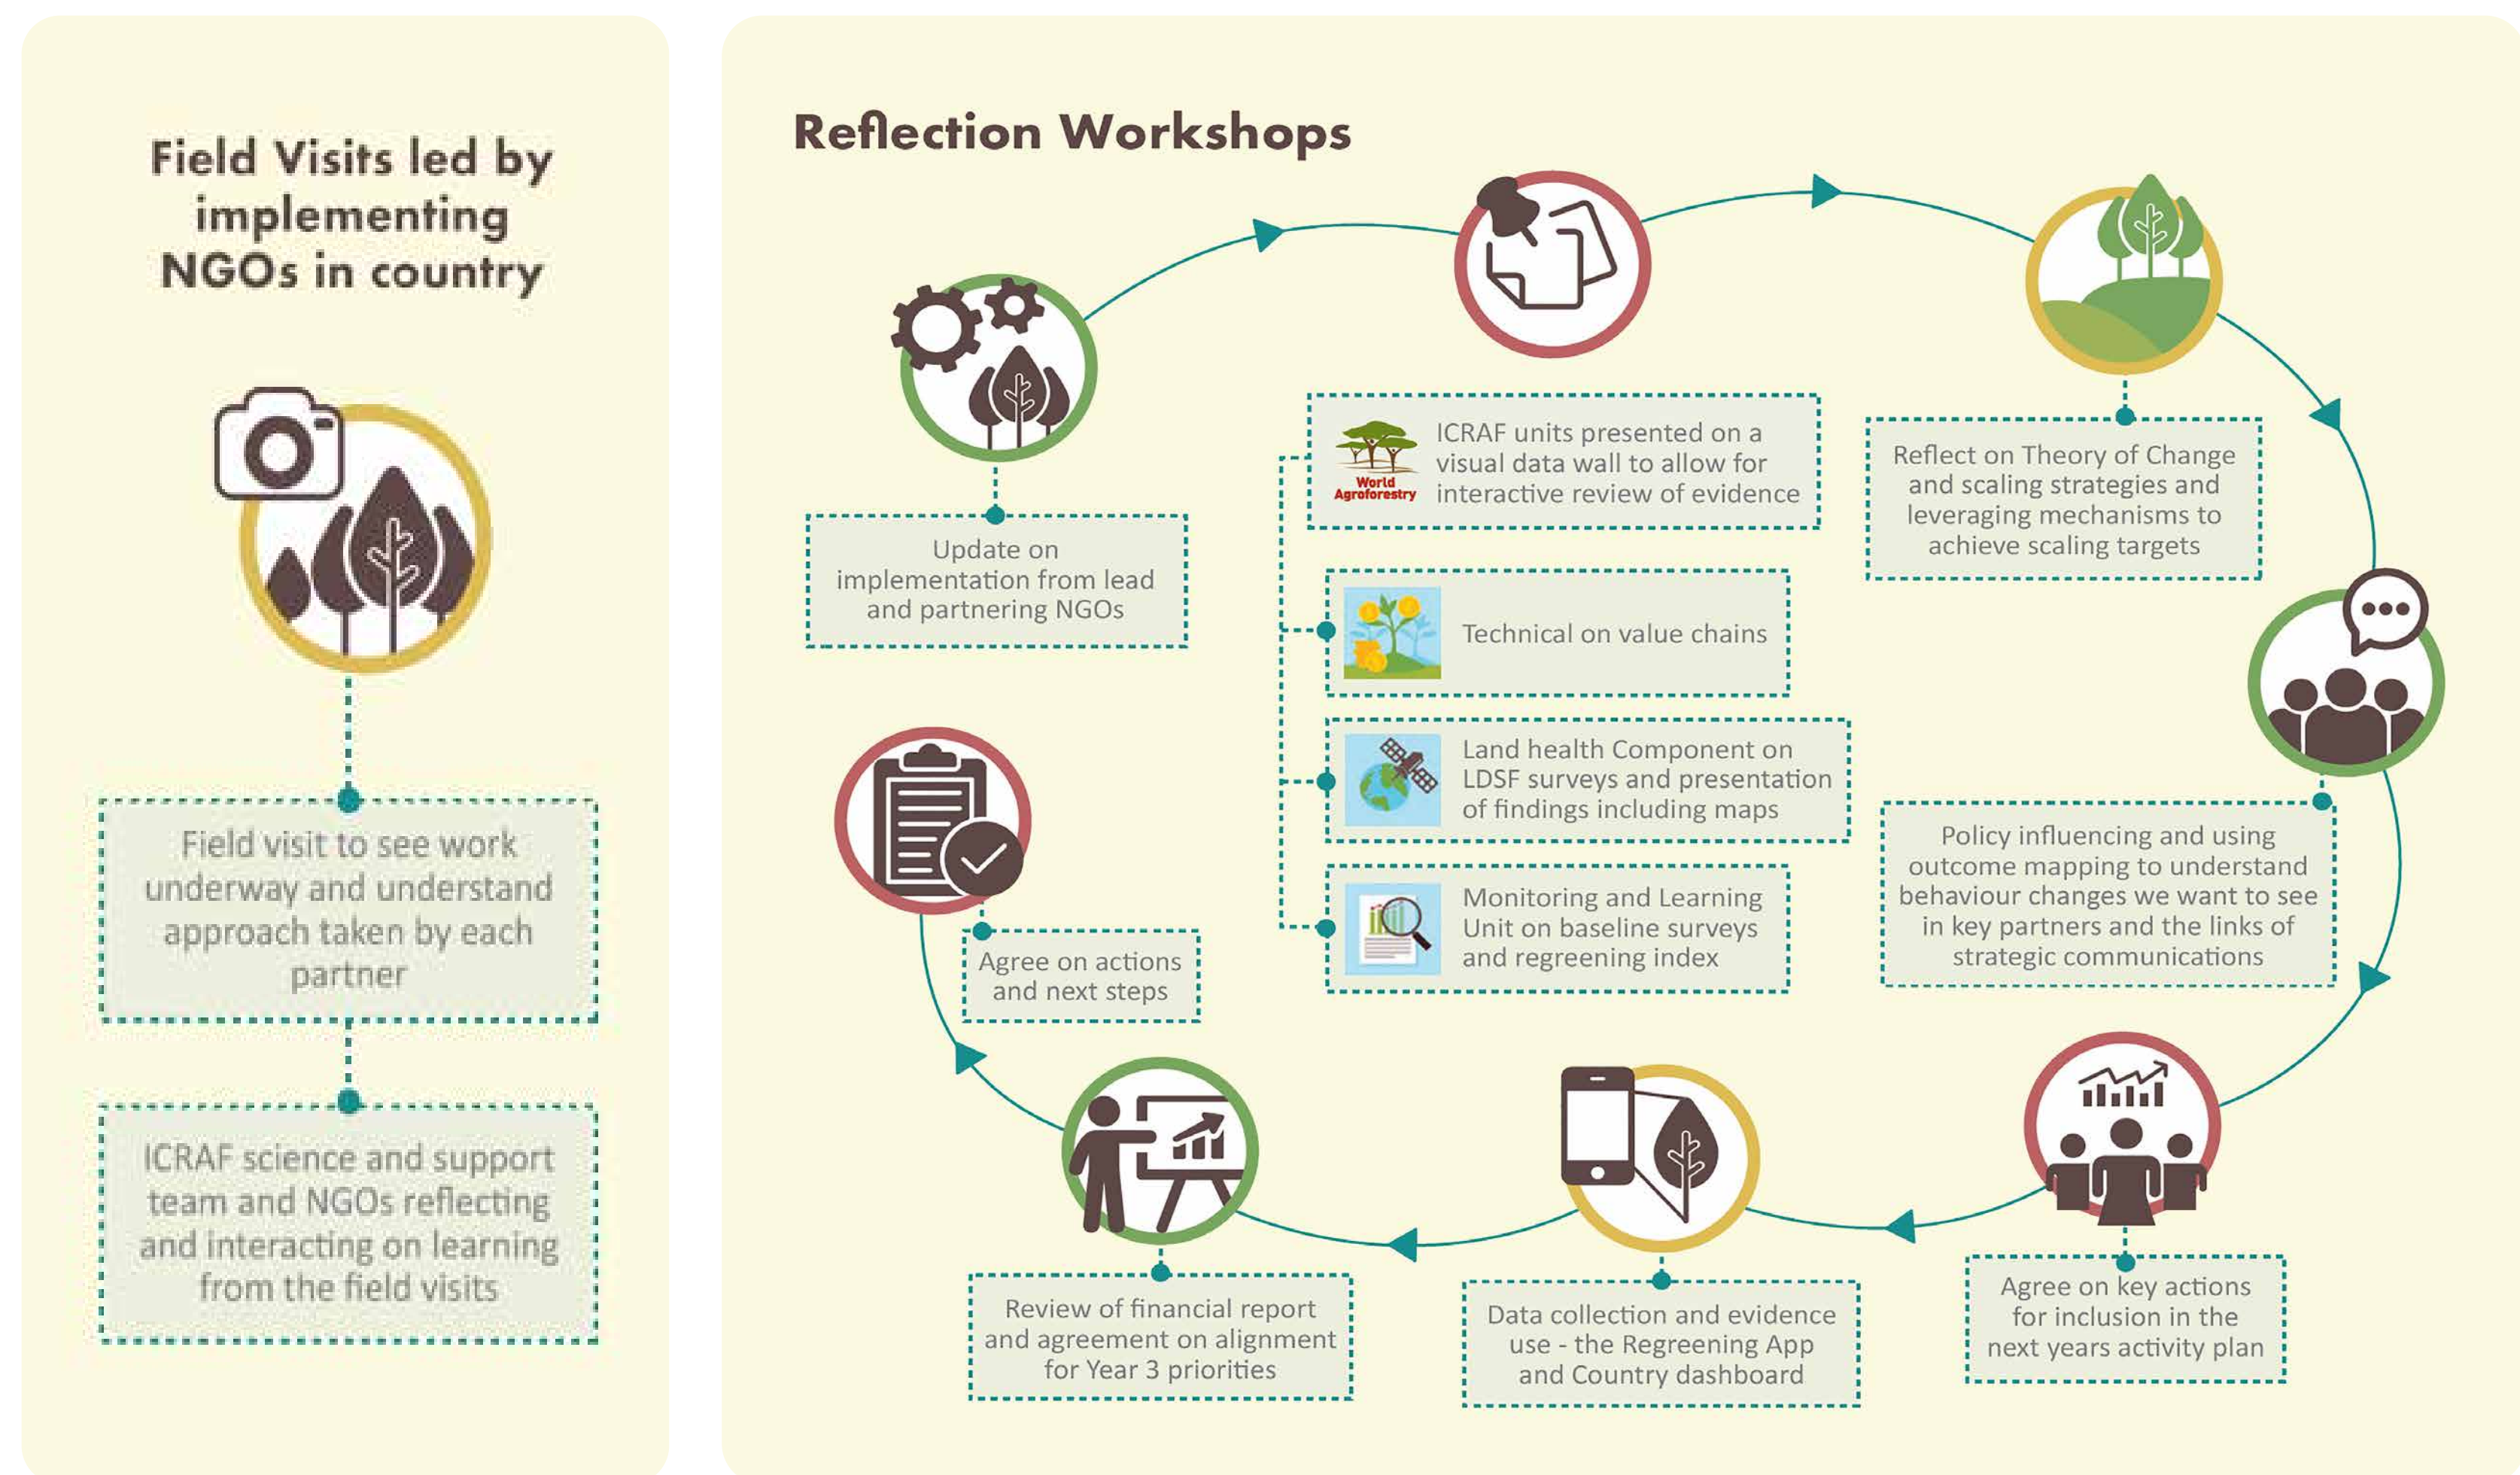 Field Visits led by
implementing
NGOs in country
Field visit to see work
underway and understand
approach taken by each
partner
ICRAF science and support
team and NGOs reflecting
and interacting on learning
from the field visits
Reflection Workshops
Update on
implementation from lead
and partnering NGOs
World
Agroforestry
ICRAF units presented on a
visual data wall to allow for
interactive review of evidence
Technical on value chains
Land health Component on
LDSF surveys and presentation
of findings including maps
Monitoring and Learning
Unit on baseline surveys
and regreening index
Reflect on Theory of Change
and scaling strategies and
leveraging mechanisms to
achieve scaling targets
Policy influencing and using
outcome mapping to understand
behaviour changes we want to see
in key partners and the links of
strategic communications
Agree on key actions
for inclusion in the
next years activity plan
Data collection and evidence
use - the Regreening App
and Country dashboard
Review of financial report
and agreement on alignment
for Year 3 priorities
Agree on actions
and next steps